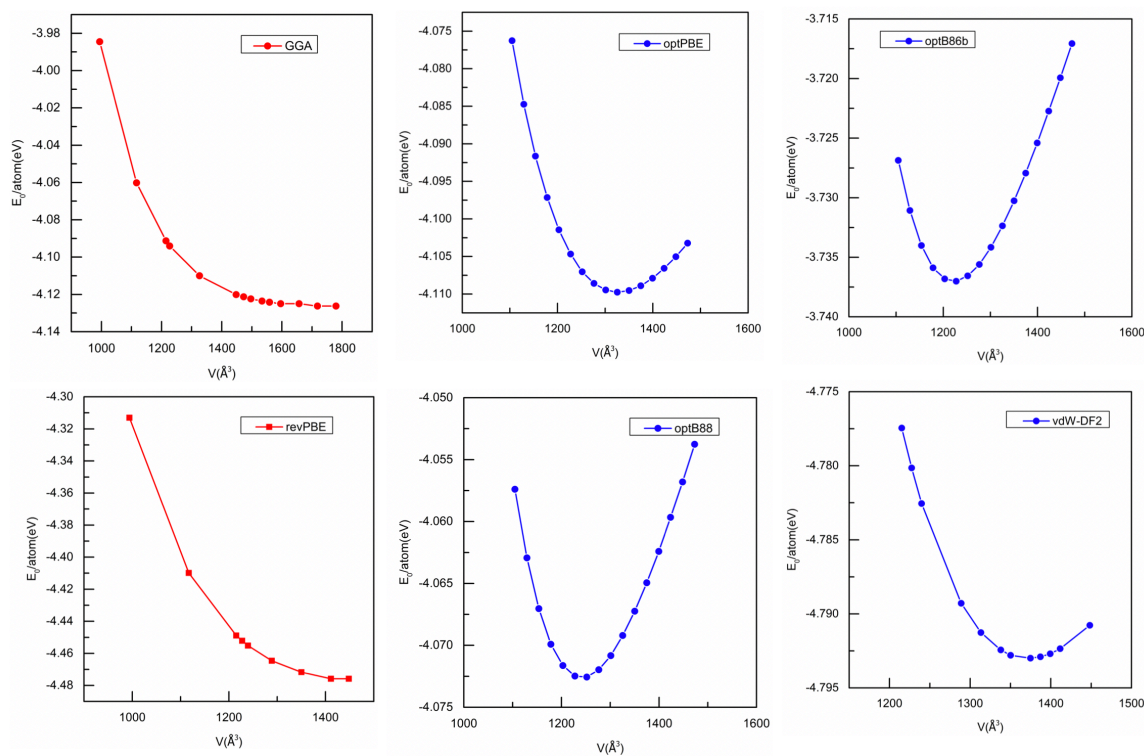 GGA
-3.98
-4.00
-4.02
-4.04
-4.06
-4.08
-4.10
-4.12
-4.14
E0/atom(eV)
1000 1200 1400 1600 1800
V(Å3)
optPBE
-4.075
-4.080
-4.085
-4.090
-4.095
-4.100
-4.105
-4.110
E0/atom(eV)
1000 1200 1400 1600
V(Å3)
optB86b
-3.715
-3.720
-3.725
-3.730
-3.735
-3.740
E0/atom(eV)
1000 1200 1400 1600
V(Å3)
revPBE
-4.30
-4.32
-4.34
-4.36
-4.38
-4.40
-4.42
-4.44
-4.46
-4.48
E0/atom(eV)
1000 1200 1400
V(Å3)
optB88
-4.050
-4.055
-4.060
-4.065
-4.070
-4.075
E0/atom(eV)
1000 1200 1400 1600
V(Å3)
vdW-DF2
-4.775
-4.780
-4.785
-4.790
-4.795
E0/atom(eV)
1200 1300 1400 1500
V(Å3)